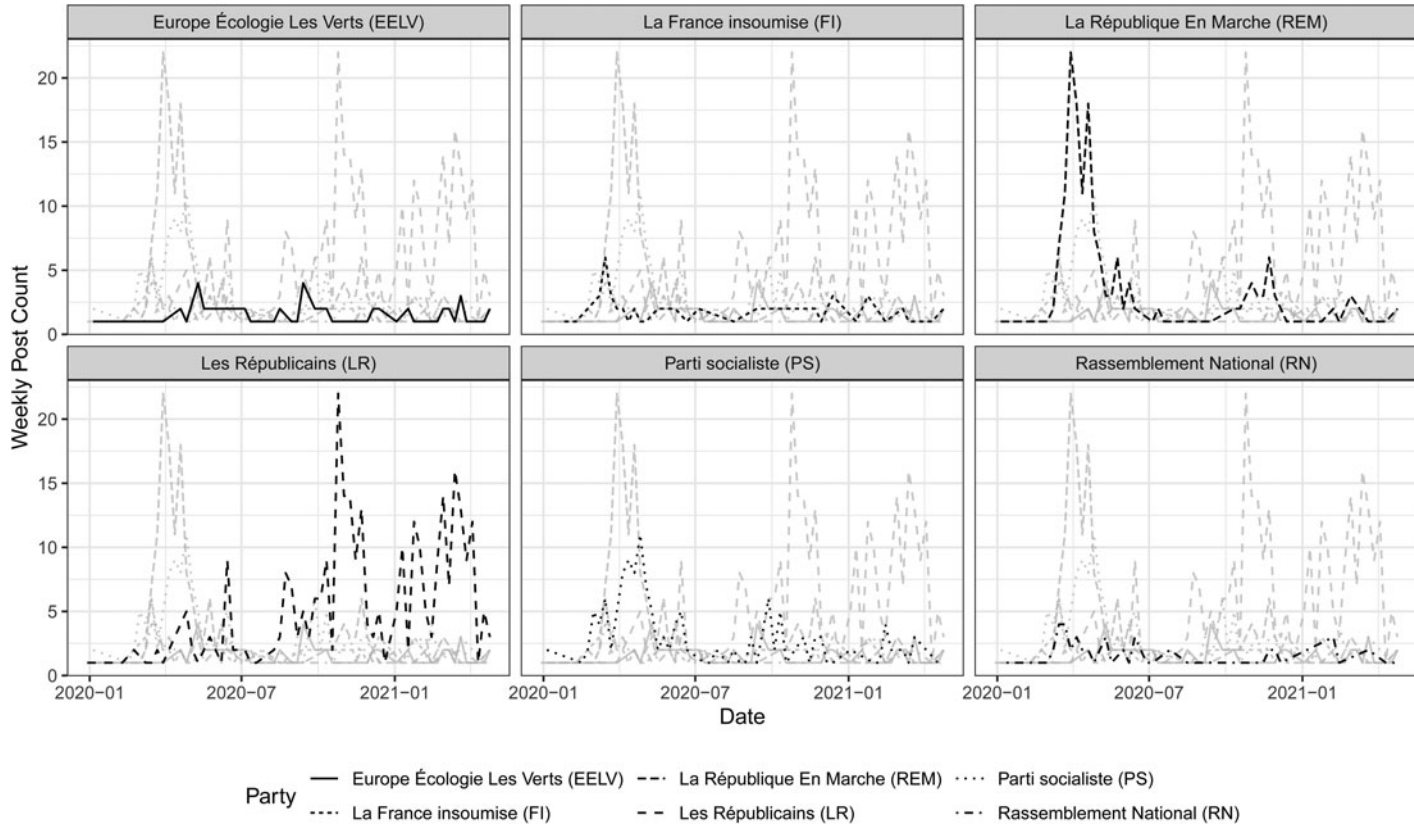 Europe Écologie Les Verts (EELV)
La France insoumise (FI)
La République En Marche (REM)
20
15
10
5
0
Les Républicains (LR)
Parti socialiste (PS)
Rassemblement National (RN)
20
15
10
5
0
Weekly Post Count
2020−01 2020−07 2021−01
2020−01 2020−07 2021−01
2020−01 2020−07 2021−01
Date
Party
Europe Écologie Les Verts (EELV)
La République En Marche (REM)
Parti socialiste (PS)
La France insoumise (FI)
Les Républicains (LR)
Rassemblement National (RN)